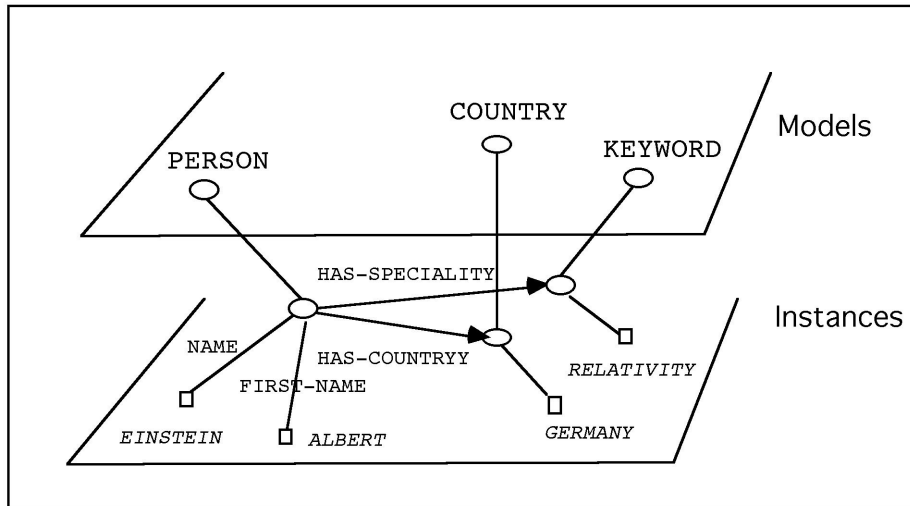 COUNTRY
Models
KEYWORD
PERSON
HAS-SPECIALITY
Instances
NAME
HAS-COUNTRYY
RELATIVITY
FIRST-NAME
EINSTEIN
ALBERT
GERMANY